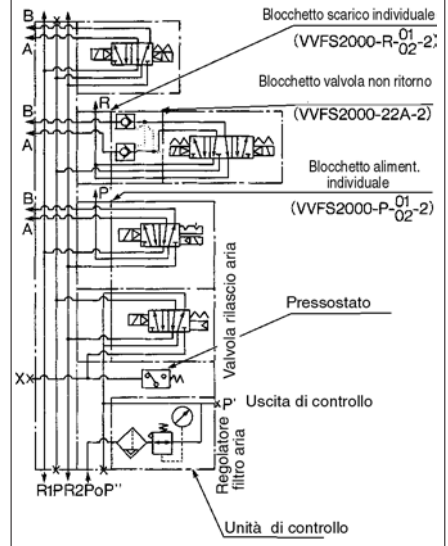 B
A
Blocchetto scarico individuale
(VVFS2000-R-01/02-2)
R
B
A
Blocchetto valvola non ritorno
(VVFS2000-22A-2)
Blocchetto aliment.
individuale
(VVFS2000-P-01/02-2)
P'
B
A
Valvola rilascio aria
Pressostato
X
P' Uscita di controllo
Regolatore
filtro aria
R1PR2PoP''
Unità di controllo